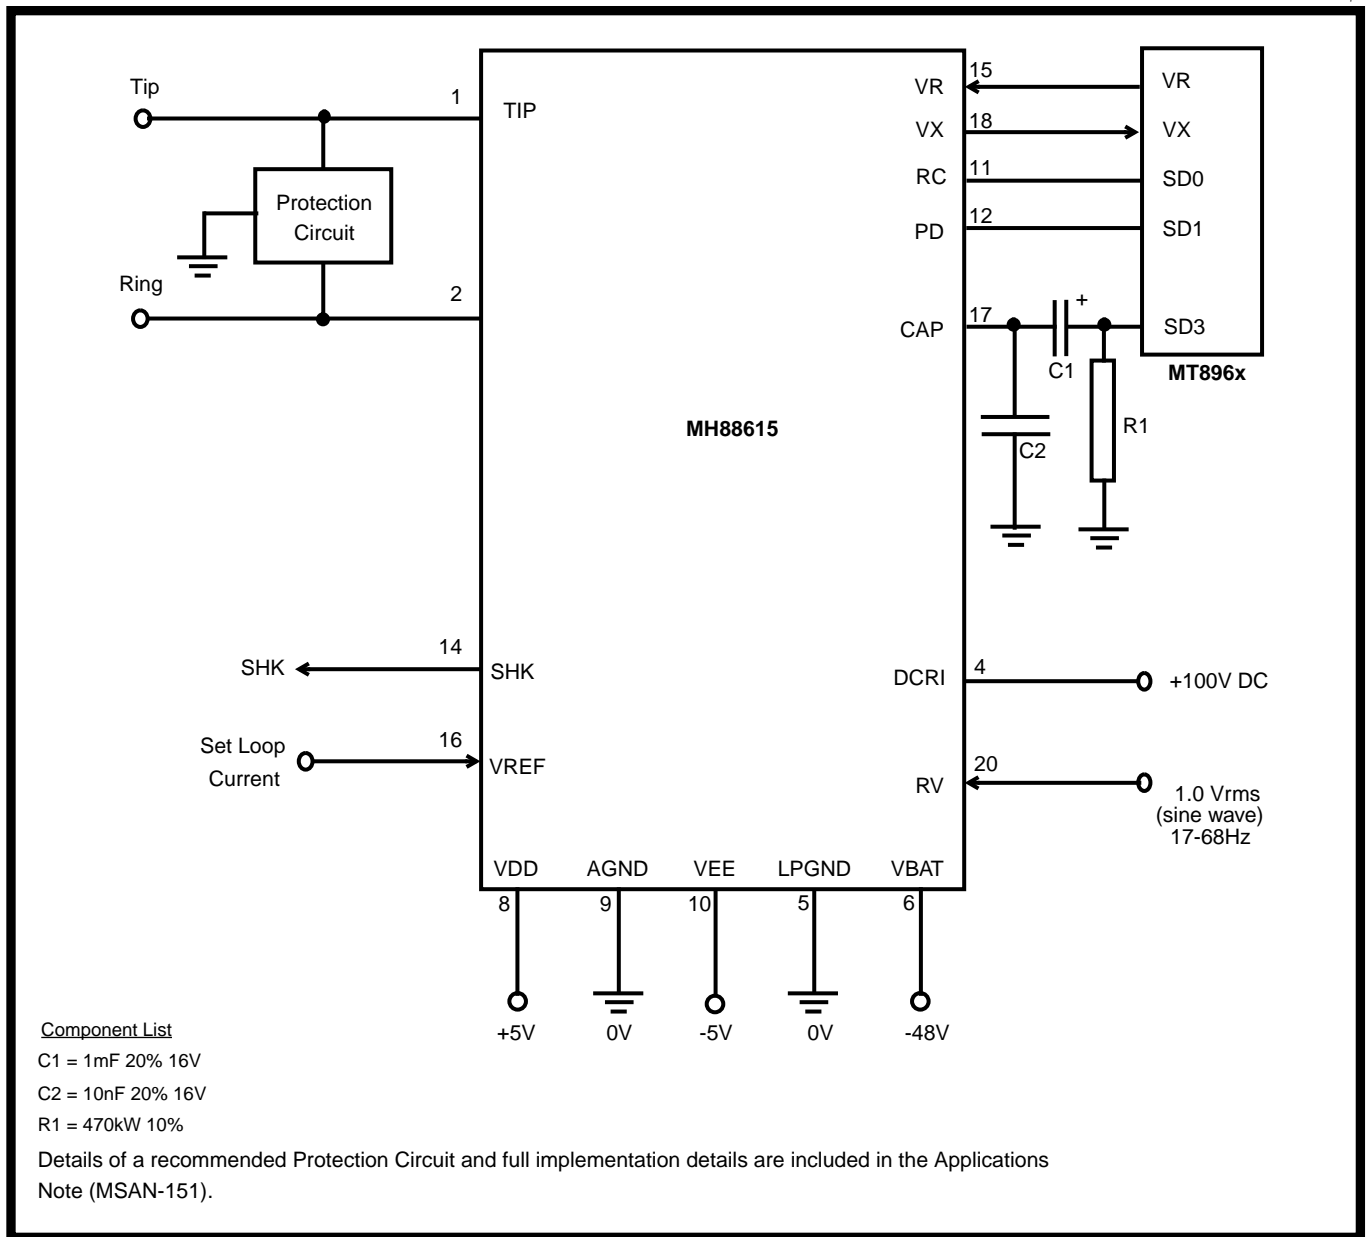 Tip
1
TIP
Protection
Circuit
Ring
2
MH88615
VR
15
VR
VX
18
VX
RC
11
SD0
PD
12
SD1
CAP
17
+
SD3
C1
MT896x
C2
R1
SHK
14
SHK
Set Loop
Current
16
VREF
DCRI
4
+100V DC
RV
20
1.0 Vrms
(sine wave)
17-68Hz
VDD
AGND
VEE
LPGND
VBAT
8
9
10
5
6
+5V
0V
-5V
0V
-48V
Component List
C1 = 1mF 20% 16V
C2 = 10nF 20% 16V
R1 = 470kW 10%
Details of a recommended Protection Circuit and full implementation details are included in the Applications
Note (MSAN-151).